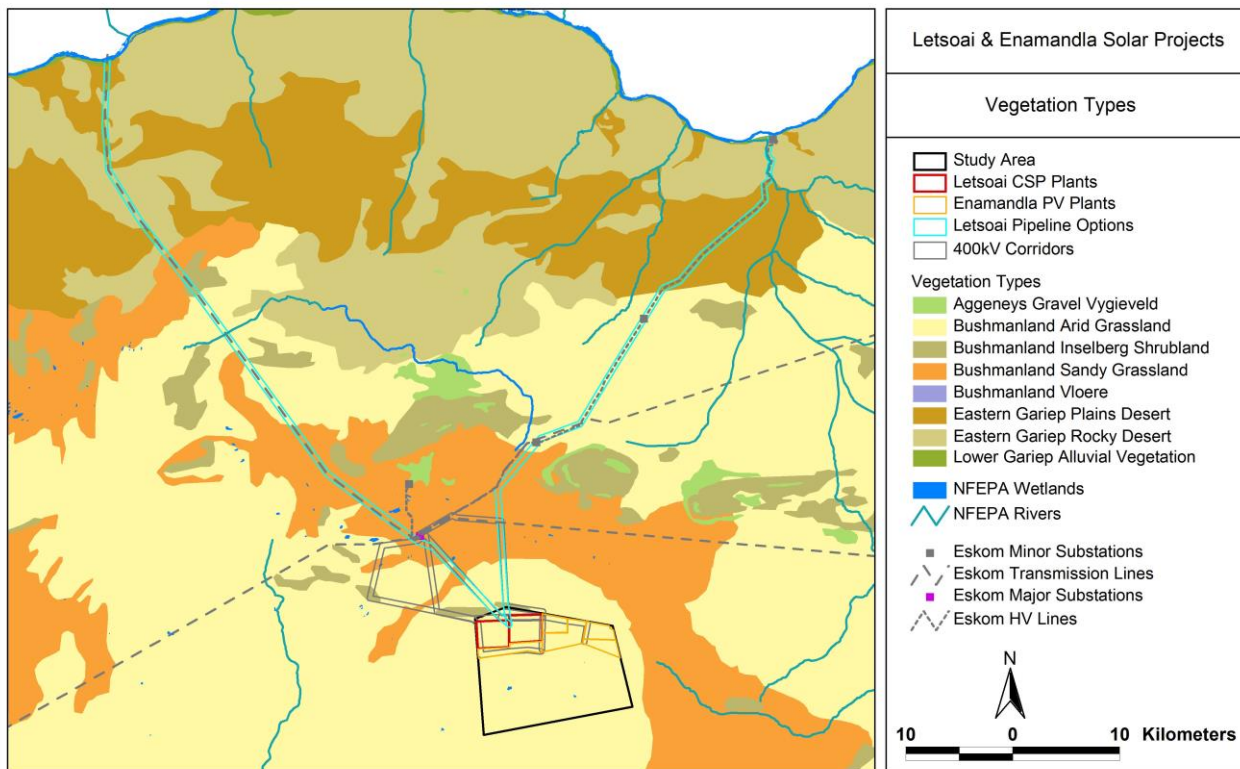 Letsoai & Enamandla Solar Projects
Vegetation Types
Study Area
Letsoai CSP Plants
Enamandla PV Plants
Letsoai Pipeline Options
400kV Corridors
Vegetation Types
Aggeneys Gravel Vygieveld
Bushmanland Arid Grassland
Bushmanland Inselberg Shrubland
Bushmanland Sandy Grassland
Bushmanland Vloere
Eastern Gariep Plains Desert
Eastern Gariep Rocky Desert
Lower Gariep Alluvial Vegetation
NFEPA Wetlands
NFEPA Rivers
Eskom Minor Substations
Eskom Transmission Lines
Eskom Major Substations
Eskom HV Lines
N
10 0 10 Kilometers